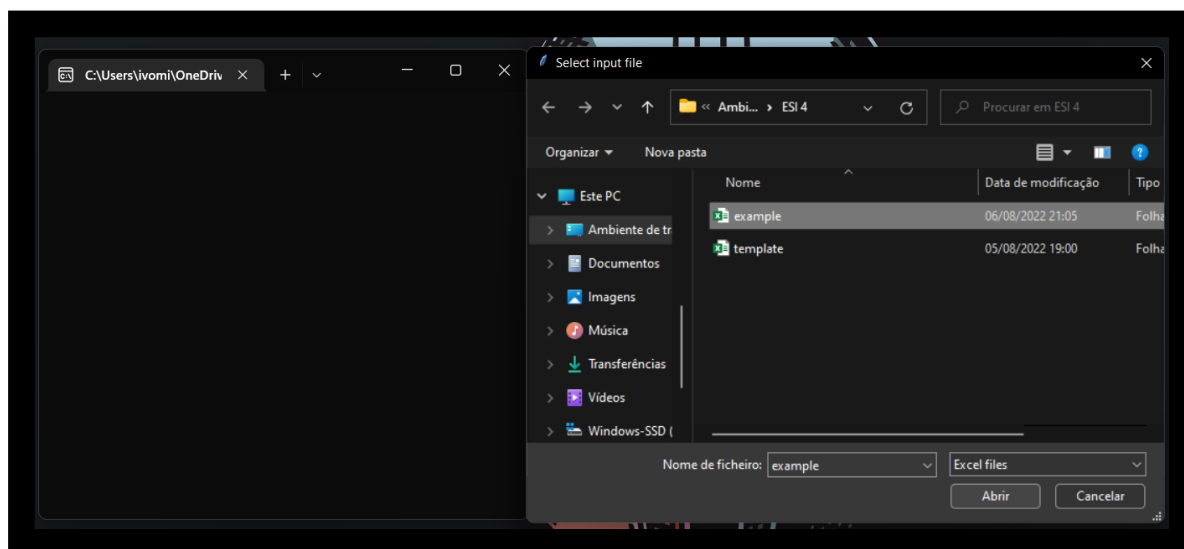 C:\Users\ivomi\OneDriv
Select input file
« Ambi... > ESI 4
Procurar em ESI 4
Organizar
Nova pasta
Nome
Data de modificação
Tipo
Este PC
Ambiente de tr
Documentos
Imagens
Música
Transferências
Vídeos
Windows-SSD (
example
06/08/2022 21:05
Folha
template
05/08/2022 19:00
Folha
Nome de ficheiro:
example
Excel files
Abrir
Cancelar